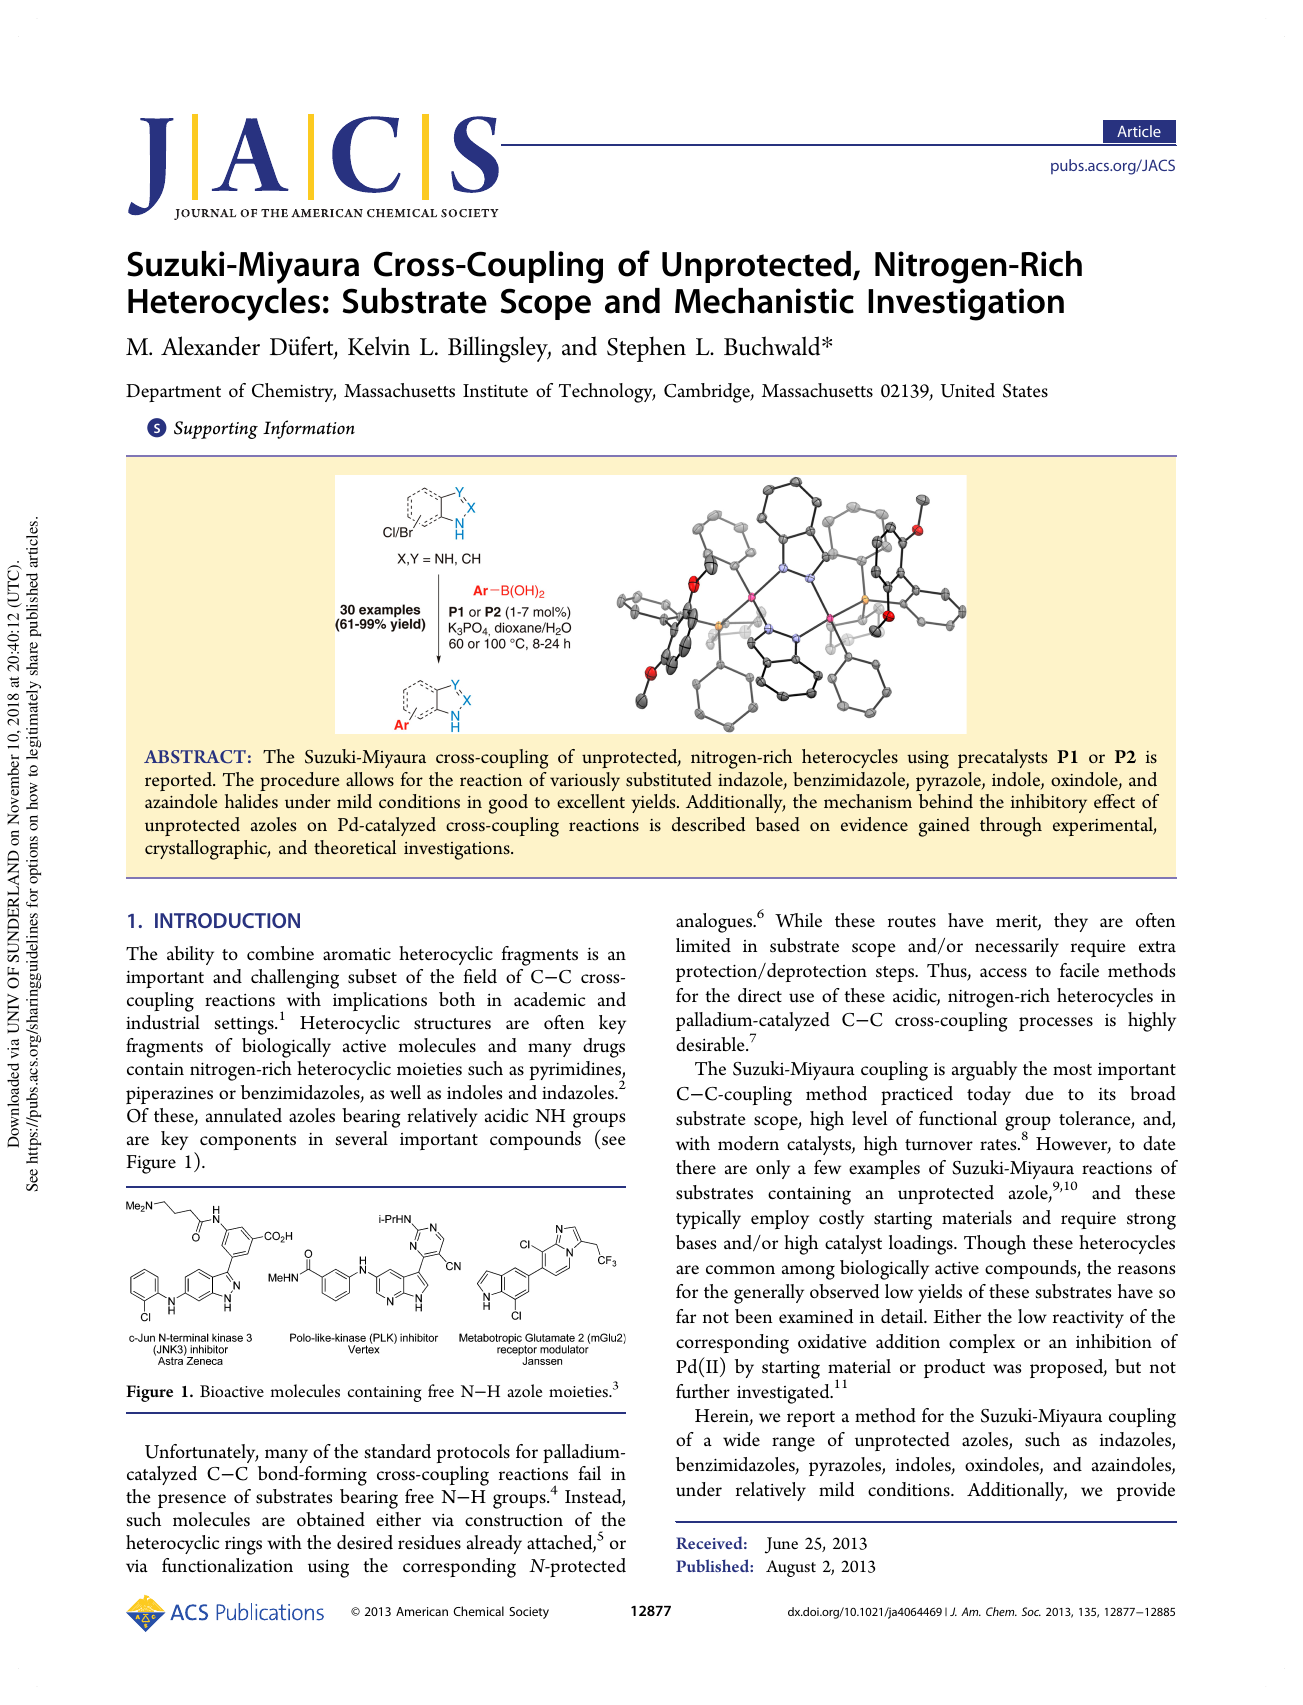 Downloaded via UNIV OF SUNDERLAND on November 10, 2018 at 20:40:12 (UTC).
See https://pubs.acs.org/sharingguidelines for options on how to legitimately share published articles.
J|A|C|S
JOURNAL OF THE AMERICAN CHEMICAL SOCIETY
Article
pubs.acs.org/JACS
Suzuki-Miyaura Cross-Coupling of Unprotected, Nitrogen-Rich
Heterocycles: Substrate Scope and Mechanistic Investigation
M. Alexander Düfert, Kelvin L. Billingsley, and Stephen L. Buchwald*
Department of Chemistry, Massachusetts Institute of Technology, Cambridge, Massachusetts 02139, United States
S Supporting Information
Y
X
N
H
Cl/Br
X,Y = NH, CH
Ar−B(OH)2
30 examples
(61-99% yield)
P1 or P2 (1-7 mol%)
K3PO4, dioxane/H2O
60 or 100 °C, 8-24 h
Y
X
N
H
Ar
ABSTRACT: The Suzuki-Miyaura cross-coupling of unprotected, nitrogen-rich heterocycles using precatalysts P1 or P2 is
reported. The procedure allows for the reaction of variously substituted indazole, benzimidazole, pyrazole, indole, oxindole, and
azaindole halides under mild conditions in good to excellent yields. Additionally, the mechanism behind the inhibitory effect of
unprotected azoles on Pd-catalyzed cross-coupling reactions is described based on evidence gained through experimental,
crystallographic, and theoretical investigations.
1. INTRODUCTION
The ability to combine aromatic heterocyclic fragments is an
important and challenging subset of the field of C−C cross-
coupling reactions with implications both in academic and
industrial settings.1 Heterocyclic structures are often key
fragments of biologically active molecules and many drugs
contain nitrogen-rich heterocyclic moieties such as pyrimidines,
piperazines or benzimidazoles, as well as indoles and indazoles.2
Of these, annulated azoles bearing relatively acidic NH groups
are key components in several important compounds (see
Figure 1).
Me2N
H
N
O
CO2H
N
N
H
N
H
Cl
c-Jun N-terminal kinase 3
(JNK3) inhibitor
Astra Zeneca
i-PrHN
N
N
CN
O
MeHN
H
N
N
N
H
Polo-like-kinase (PLK) inhibitor
Vertex
N
N
Cl
CF3
N
H
Cl
Metabotropic Glutamate 2 (mGlu2)
receptor modulator
Janssen
Figure 1. Bioactive molecules containing free N−H azole moieties.3
Unfortunately, many of the standard protocols for palladium-
catalyzed C−C bond-forming cross-coupling reactions fail in
the presence of substrates bearing free N−H groups.4 Instead,
such molecules are obtained either via construction of the
heterocyclic rings with the desired residues already attached,5 or
via functionalization using the corresponding N-protected
analogues.6 While these routes have merit, they are often
limited in substrate scope and/or necessarily require extra
protection/deprotection steps. Thus, access to facile methods
for the direct use of these acidic, nitrogen-rich heterocycles in
palladium-catalyzed C−C cross-coupling processes is highly
desirable.7
The Suzuki-Miyaura coupling is arguably the most important
C−C-coupling method practiced today due to its broad
substrate scope, high level of functional group tolerance, and,
with modern catalysts, high turnover rates.8 However, to date
there are only a few examples of Suzuki-Miyaura reactions of
substrates containing an unprotected azole,9,10 and these
typically employ costly starting materials and require strong
bases and/or high catalyst loadings. Though these heterocycles
are common among biologically active compounds, the reasons
for the generally observed low yields of these substrates have so
far not been examined in detail. Either the low reactivity of the
corresponding oxidative addition complex or an inhibition of
Pd(II) by starting material or product was proposed, but not
further investigated.11
Herein, we report a method for the Suzuki-Miyaura coupling
of a wide range of unprotected azoles, such as indazoles,
benzimidazoles, pyrazoles, indoles, oxindoles, and azaindoles,
under relatively mild conditions. Additionally, we provide
Received: June 25, 2013
Published: August 2, 2013
ACS Publications
© 2013 American Chemical Society
12877
dx.doi.org/10.1021/ja4064469 | J. Am. Chem. Soc. 2013, 135, 12877−12885